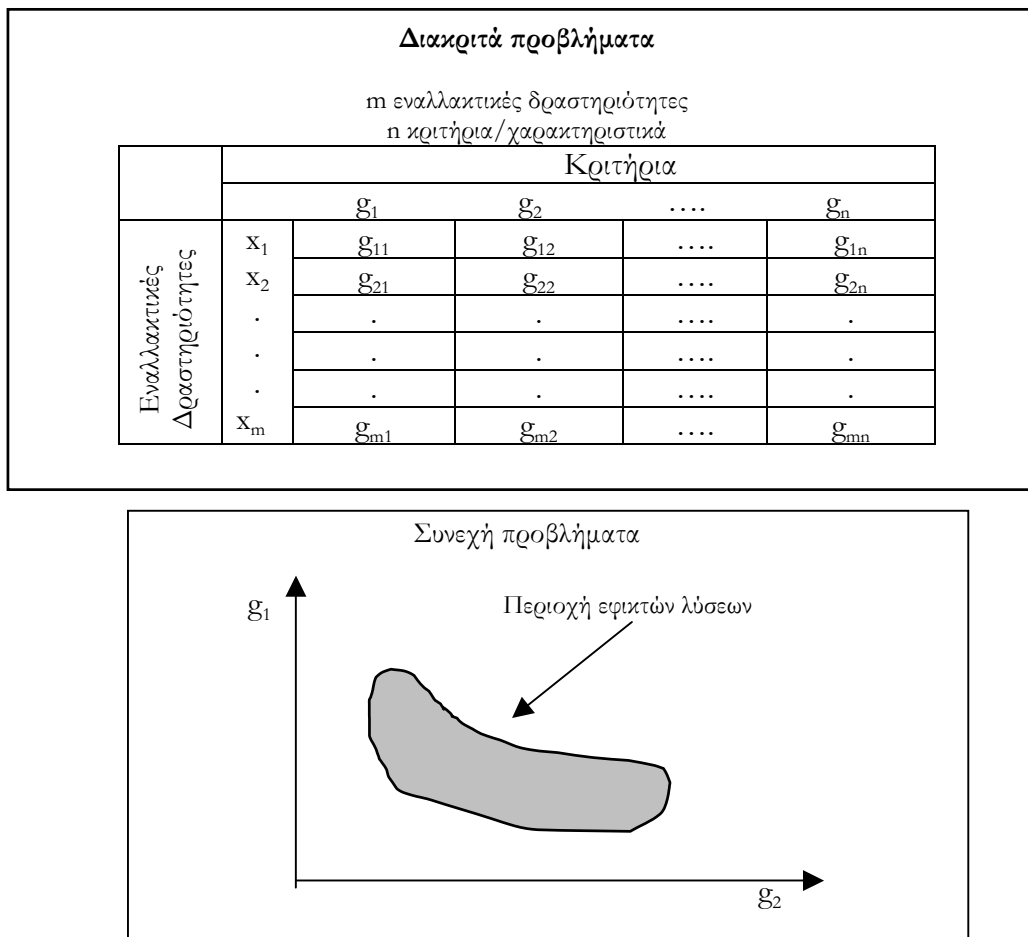 Διακριτά προβλήματα
m εναλλακτικές δραστηριότητες
n κριτήρια/χαρακτηριστικά
Κριτήρια
g₁ g₂ .... gₙ
Εναλλακτικές
Δραστηριότητες
x₁ g₁₁ g₁₂ .... g₁ₙ
x₂ g₂₁ g₂₂ .... g₂ₙ
. . . .... .
. . . .... .
. . . .... .
xₘ gₘ₁ gₘ₂ .... gₘₙ
Συνεχή προβλήματα
g₁
Περιοχή εφικτών λύσεων
g₂